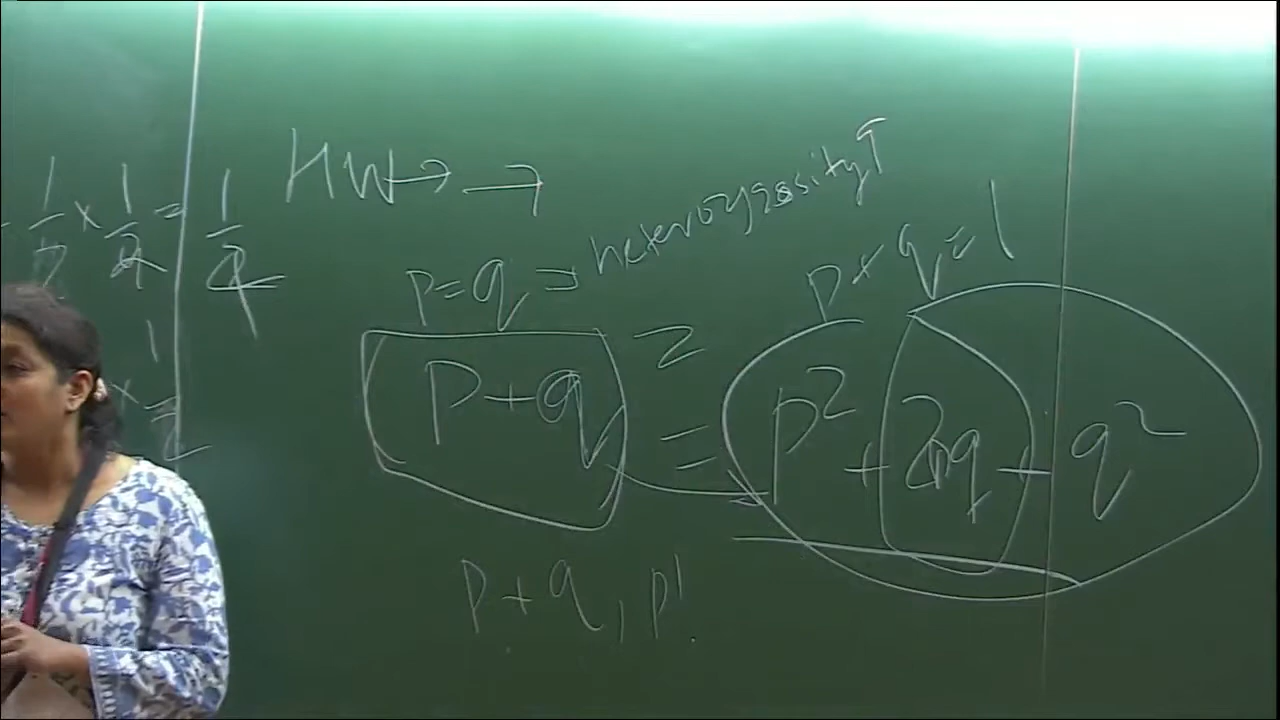 1/2 × 1/2 = 1/4
HW → →
heterozygosity ↑
p = q →
p + q = 1
(p + q)² = p² + 2pq + q²
p + q, p'